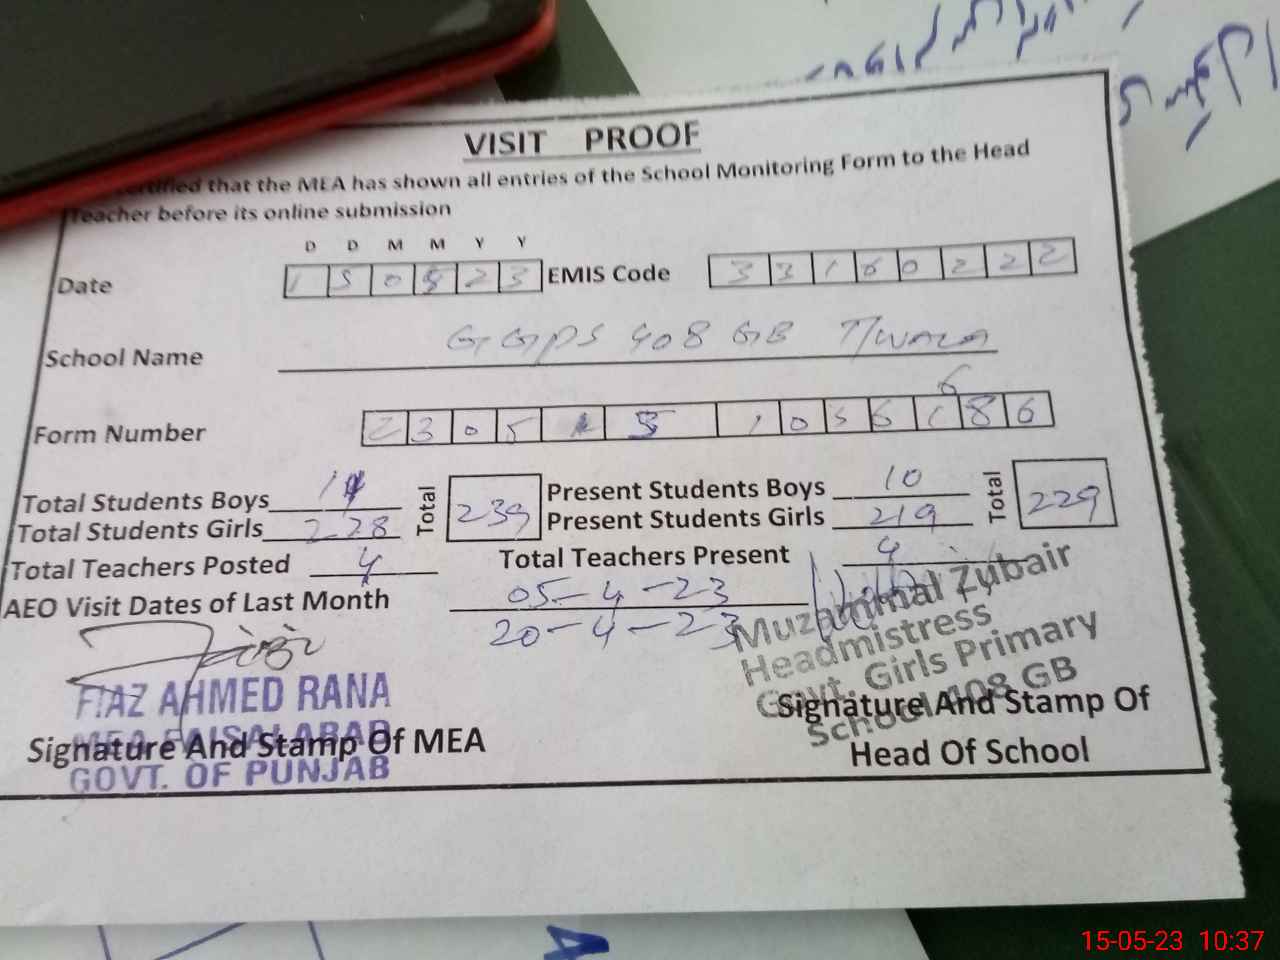 VISIT PROOF
certified that the MEA has shown all entries of the School Monitoring Form to the Head
Teacher before its online submission
D D M M Y Y
Date 1 5 0 5 2 3 EMIS Code 3 3 1 6 0 2 2 2
School Name GGPS 408 GB T/WALA
Form Number 2 3 0 5 1 5 1 0 5 6 1 8 6
6
Total Students Boys 11 Total 239 Present Students Boys 10 Total 229
Total Students Girls 228 Present Students Girls 219
Total Teachers Posted 4 Total Teachers Present 4
AEO Visit Dates of Last Month 05-4-23
20-4-23
Muzammal Zubair
Headmistress
Govt. Girls Primary
School 408 GB
FIAZ AHMED RANA
MEA FAISALABAD
GOVT. OF PUNJAB
Signature And Stamp Of MEA
Signature And Stamp Of
Head Of School
15-05-23 10:37